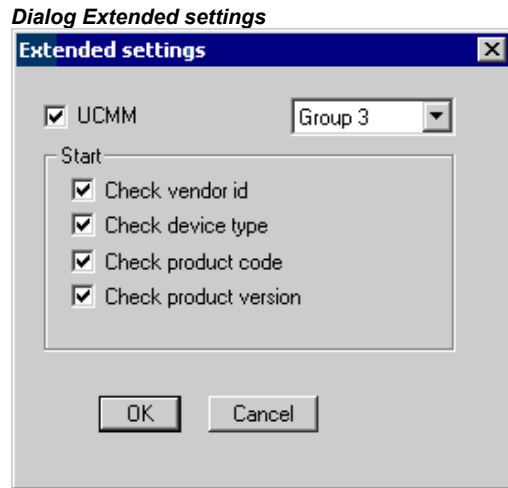 Dialog Extended settings
Extended settings
UCMM Group 3
Start
Check vendor id
Check device type
Check product code
Check product version
OK Cancel